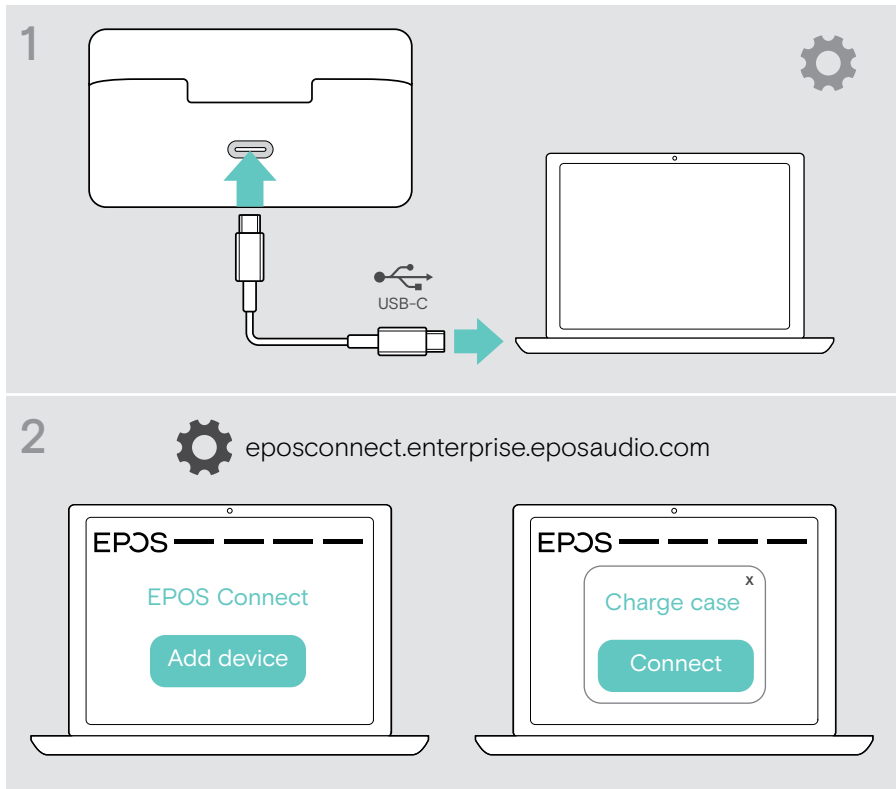 1
USB-C
2
eposconnect.enterprise.eposaudio.com
EPOS
EPOS Connect
Add device
EPOS
x
Charge case
Connect